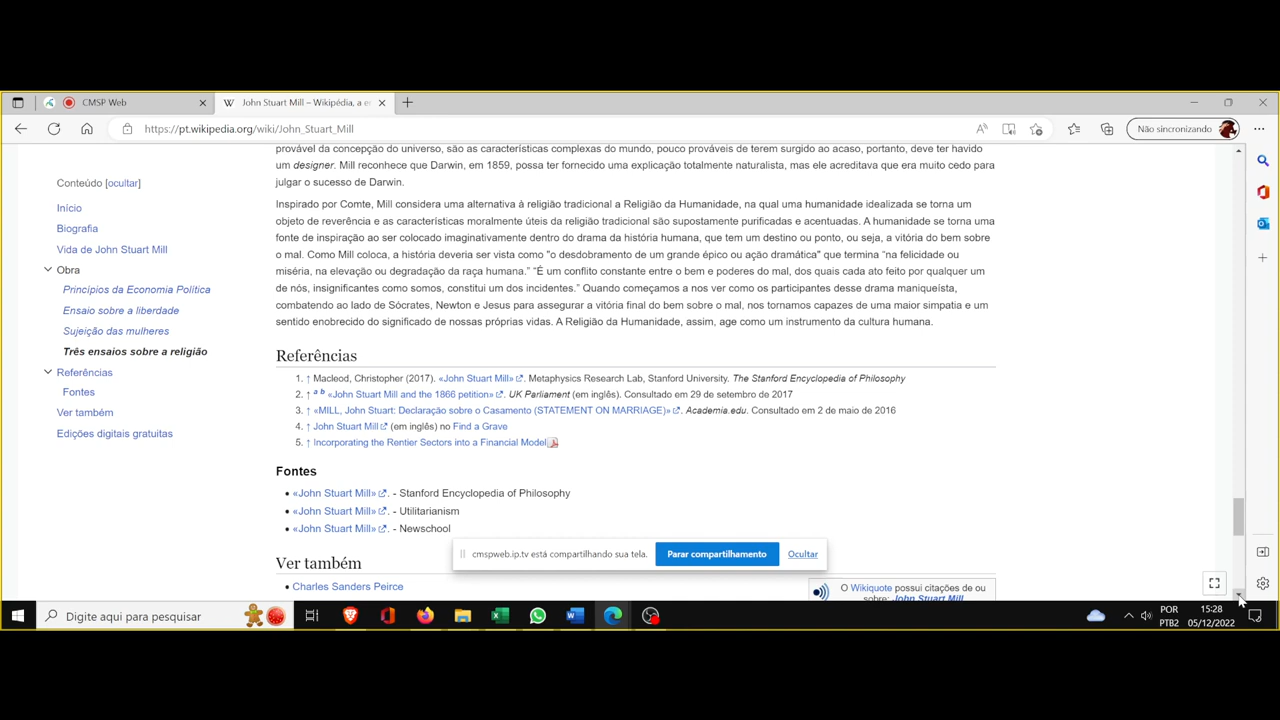 CMSP Web
John Stuart Mill – Wikipédia, a e
https://pt.wikipedia.org/wiki/John_Stuart_Mill
Não sincronizando
provável da concepção do universo, são as características complexas do mundo, pouco prováveis de terem surgido ao acaso, portanto, deve ter havido
um designer. Mill reconhece que Darwin, em 1859, possa ter fornecido uma explicação totalmente naturalista, mas ele acreditava que era muito cedo para
julgar o sucesso de Darwin.
Inspirado por Comte, Mill considera uma alternativa à religião tradicional a Religião da Humanidade, na qual uma humanidade idealizada se torna um
objeto de reverência e as características moralmente úteis da religião tradicional são supostamente purificadas e acentuadas. A humanidade se torna uma
fonte de inspiração ao ser colocado imaginativamente dentro do drama da história humana, que tem um destino ou ponto, ou seja, a vitória do bem sobre
o mal. Como Mill coloca, a história deveria ser vista como "o desdobramento de um grande épico ou ação dramática" que termina “na felicidade ou
miséria, na elevação ou degradação da raça humana.” “É um conflito constante entre o bem e poderes do mal, dos quais cada ato feito por qualquer um
de nós, insignificantes como somos, constitui um dos incidentes.” Quando começamos a nos ver como os participantes desse drama maniqueísta,
combatendo ao lado de Sócrates, Newton e Jesus para assegurar a vitória final do bem sobre o mal, nos tornamos capazes de uma maior simpatia e um
sentido enobrecido do significado de nossas próprias vidas. A Religião da Humanidade, assim, age como um instrumento da cultura humana.
Conteúdo [ocultar]
Início
Biografia
Vida de John Stuart Mill
Obra
Princípios da Economia Política
Ensaio sobre a liberdade
Sujeição das mulheres
Três ensaios sobre a religião
Referências
Fontes
Ver também
Edições digitais gratuitas
Referências
1. ↑ Macleod, Christopher (2017). «John Stuart Mill». Metaphysics Research Lab, Stanford University. The Stanford Encyclopedia of Philosophy
2. ↑ a b «John Stuart Mill and the 1866 petition». UK Parliament (em inglês). Consultado em 29 de setembro de 2017
3. ↑ «MILL, John Stuart: Declaração sobre o Casamento (STATEMENT ON MARRIAGE)». Academia.edu. Consultado em 2 de maio de 2016
4. ↑ John Stuart Mill (em inglês) no Find a Grave
5. ↑ Incorporating the Rentier Sectors into a Financial Model
Fontes
• «John Stuart Mill». - Stanford Encyclopedia of Philosophy
• «John Stuart Mill». - Utilitarianism
• «John Stuart Mill». - Newschool
Ver também
• Charles Sanders Peirce
O Wikiquote possui citações de ou
sobre: John Stuart Mill
cmspweb.ip.tv está compartilhando sua tela.
Parar compartilhamento
Ocultar
Digite aqui para pesquisar
POR
PTB2
15:28
05/12/2022